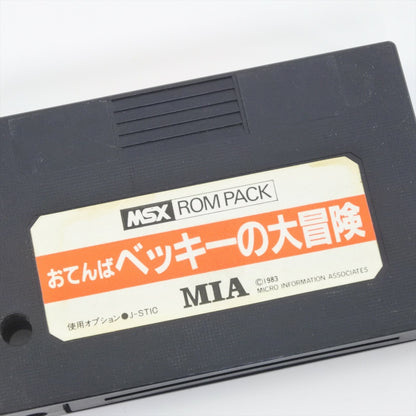 MSX ROM PACK
おてんばベッキーの大冒険
MIA ©1983
MICRO INFORMATION ASSOCIATES
使用オプション●J-STIC